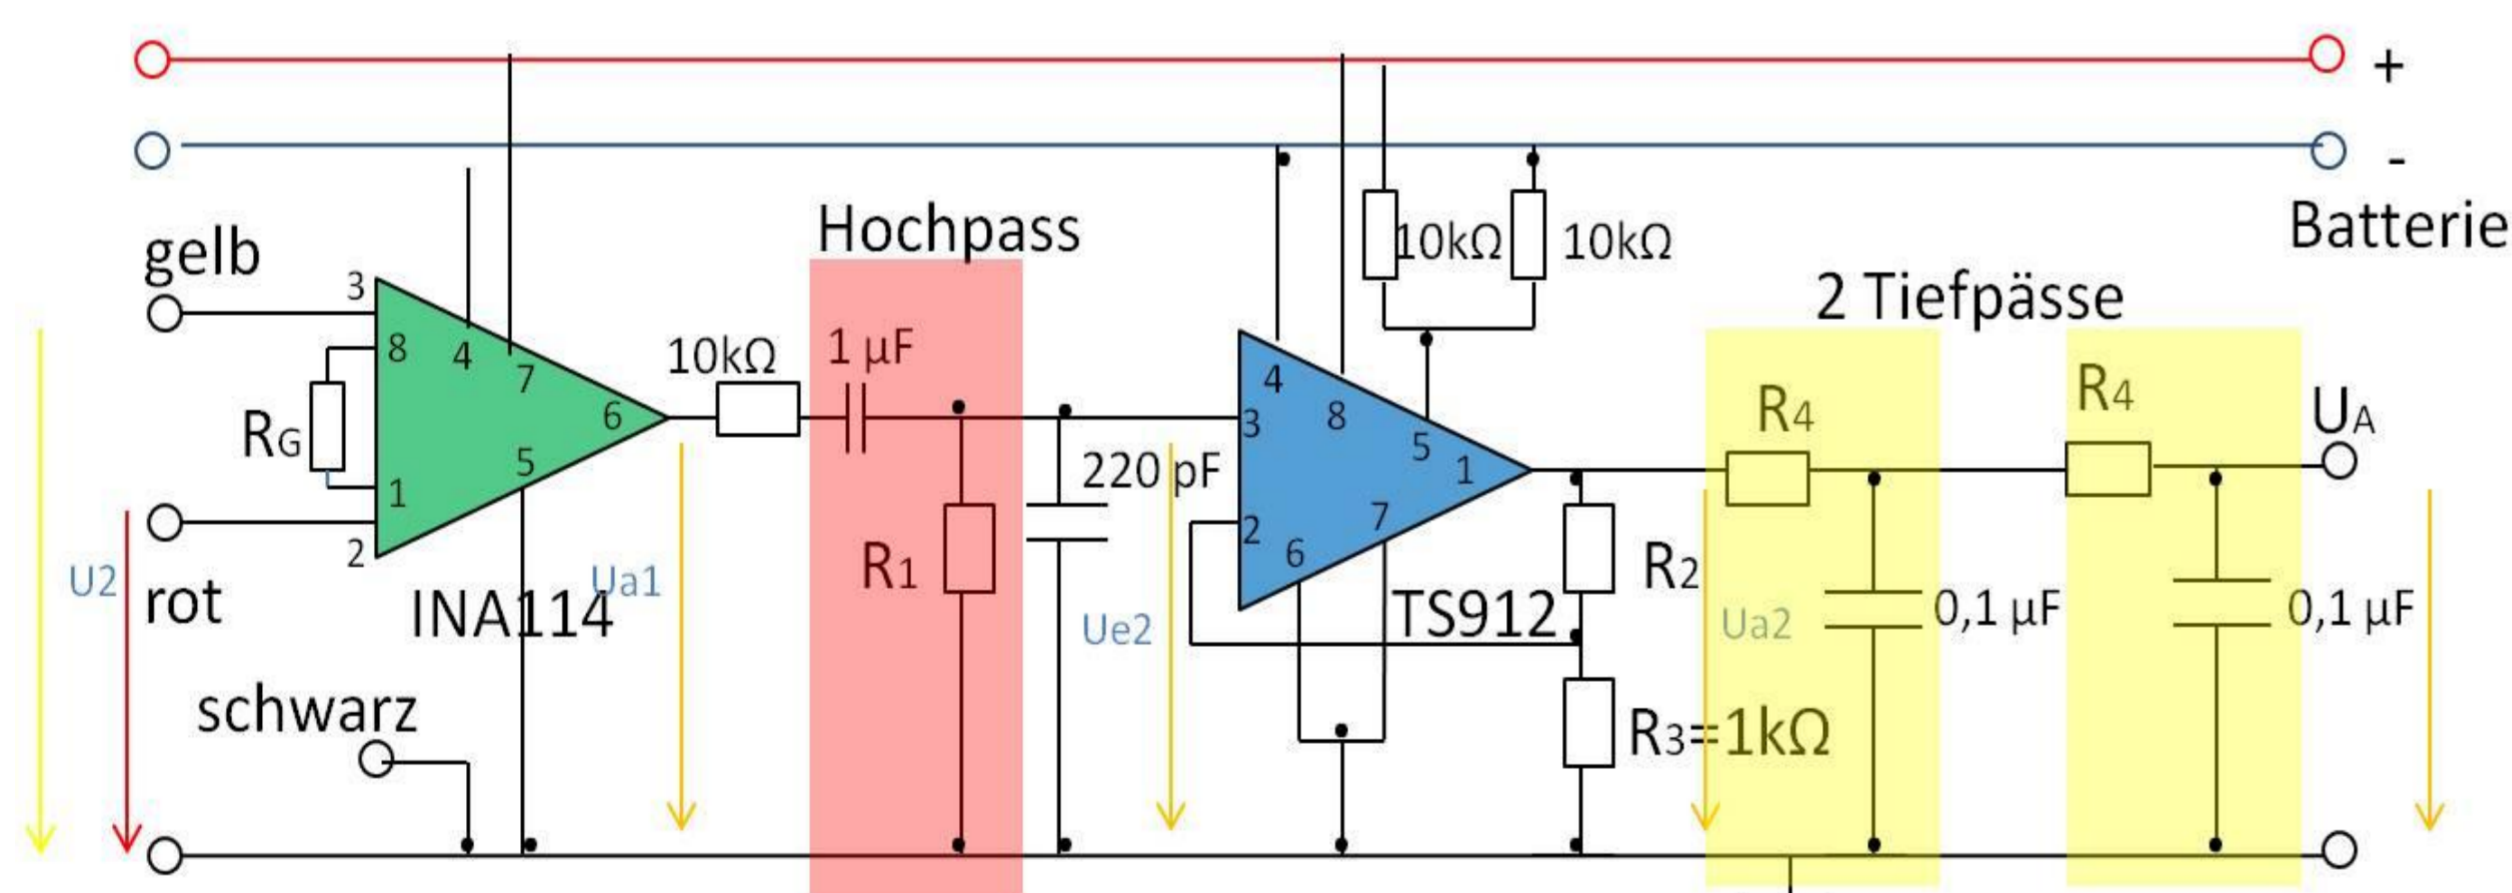 +
-
Batterie
gelb
Hochpass
10kΩ
10kΩ
2 Tiefpässe
3
8
4
7
6
5
1
2
RG
10kΩ
1 µF
4
3
8
5
1
2
7
6
R4
R4
UA
220 pF
R1
R2
U2
rot
INA114
Ua1
Ue2
TS912
Ua2
0,1 µF
0,1 µF
schwarz
R3=1kΩ